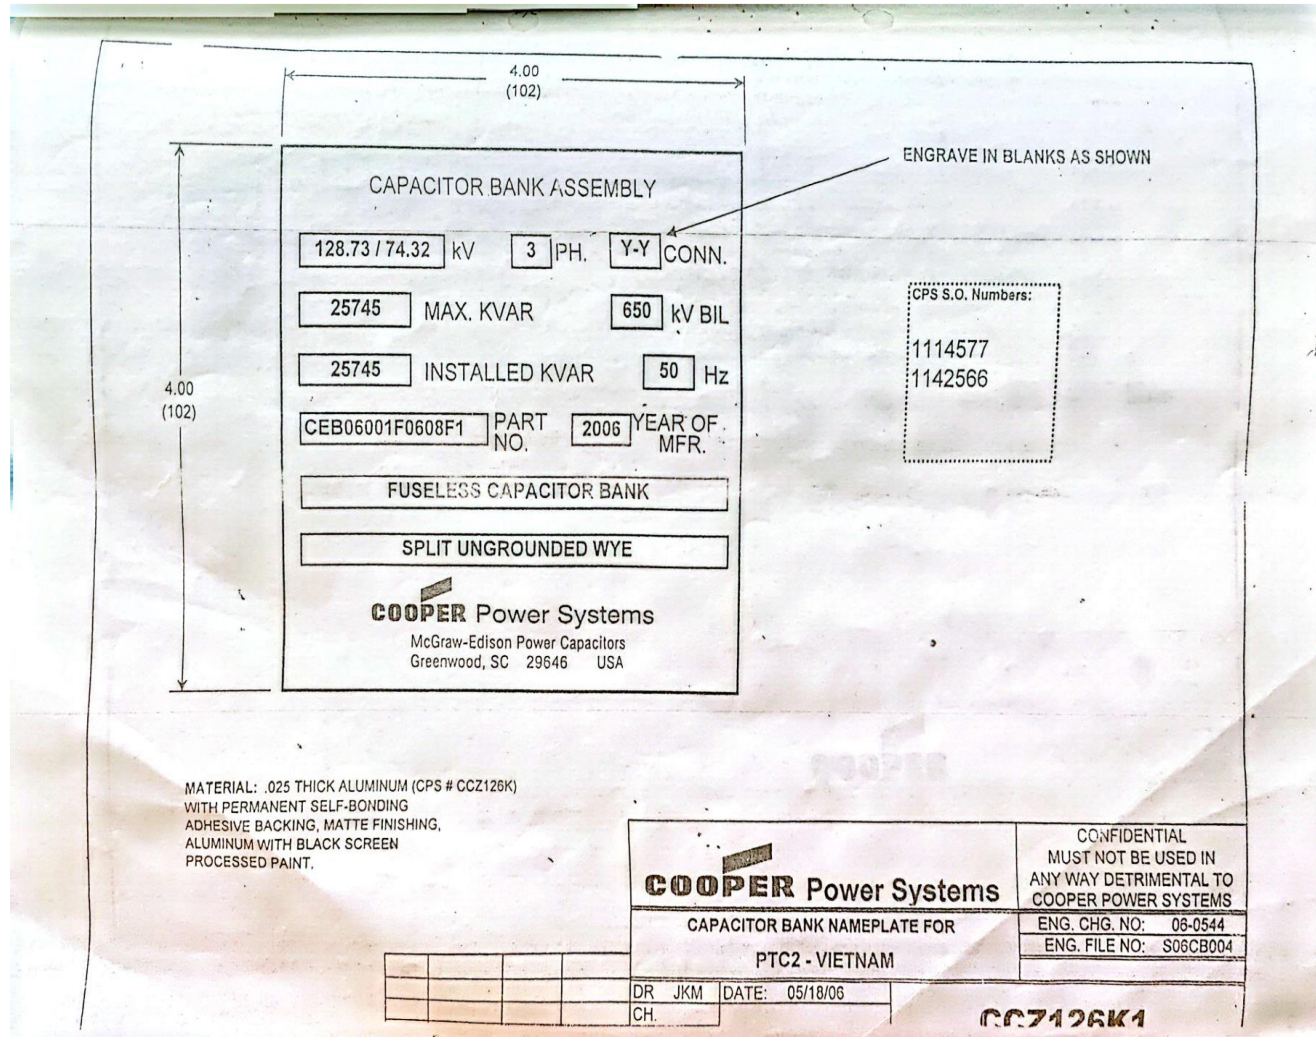 4.00
(102)
ENGRAVE IN BLANKS AS SHOWN
CAPACITOR BANK ASSEMBLY
128.73 / 74.32 kV 3 PH. Y-Y CONN.
25745 MAX. KVAR 650 kV BIL
25745 INSTALLED KVAR 50 Hz
CEB06001F0608F1 PART NO. 2006 YEAR OF MFR.
FUSELESS CAPACITOR BANK
SPLIT UNGROUNDED WYE
COOPER Power Systems
McGraw-Edison Power Capacitors
Greenwood, SC 29646 USA
4.00
(102)
CPS S.O. Numbers:
1114577
1142566
MATERIAL: .025 THICK ALUMINUM (CPS # CCZ126K)
WITH PERMANENT SELF-BONDING
ADHESIVE BACKING, MATTE FINISHING,
ALUMINUM WITH BLACK SCREEN
PROCESSED PAINT.
COOPER Power Systems
CONFIDENTIAL
MUST NOT BE USED IN
ANY WAY DETRIMENTAL TO
COOPER POWER SYSTEMS
CAPACITOR BANK NAMEPLATE FOR
PTC2 - VIETNAM
ENG. CHG. NO: 06-0544
ENG. FILE NO: S06CB004
DR JKM DATE: 05/18/06
CH.
CCZ126K1